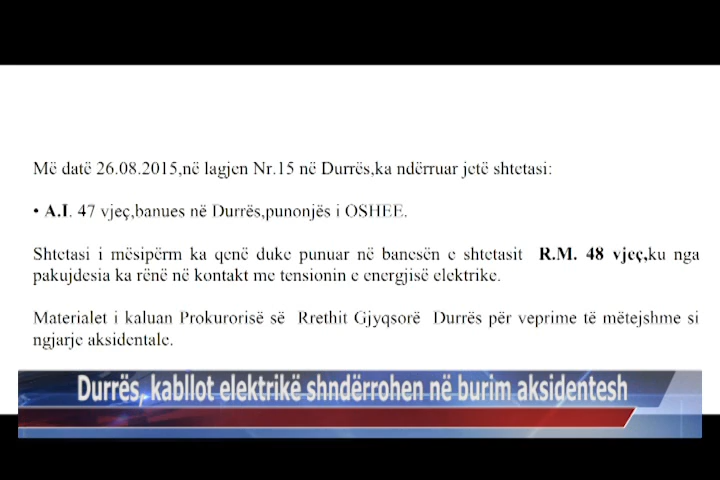 Më datë 26.08.2015,në lagjen Nr.15 në Durrës,ka ndërruar jetë shtetasi:
• A.I. 47 vjeç,banues në Durrës,punonjës i OSHEE.
Shtetasi i mësipërm ka qenë duke punuar në banesën e shtetasit R.M. 48 vjeç,ku nga
pakujdesia ka rënë në kontakt me tensionin e energjisë elektrike.
Materialet i kaluan Prokurorisë së Rrethit Gjyqsorë Durrës për veprime të mëtejshme si
ngjarje aksidentale.
Durrës, kabllot elektrikë shndërrohen në burim aksidentesh